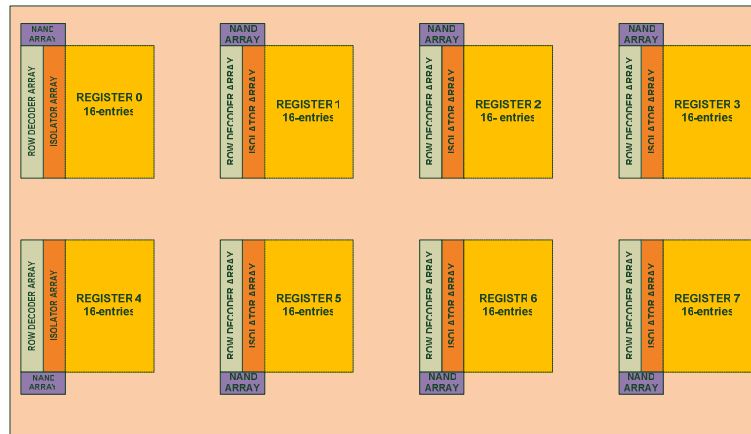 NAND
ARRAY
ROW DECODER ARRAY
ISOLATOR ARRAY
REGISTER 0
16-entries
NAND
ARRAY
ROW DECODER ARRAY
ISOLATOR ARRAY
REGISTER 1
16-entries
NAND
ARRAY
ROW DECODER ARRAY
ISOLATOR ARRAY
REGISTER 2
16- entries
NAND
ARRAY
ROW DECODER ARRAY
ISOLATOR ARRAY
REGISTER 3
16-entries
ROW DECODER ARRAY
ISOLATOR ARRAY
REGISTER 4
16-entries
NAND
ARRAY
ROW DECODER ARRAY
ISOLATOR ARRAY
REGISTER 5
16-entries
NAND
ARRAY
ROW DECODER ARRAY
ISOLATOR ARRAY
REGISTER 6
16-entries
NAND
ARRAY
ROW DECODER ARRAY
ISOLATOR ARRAY
REGISTER 7
16-entries
NAND
ARRAY